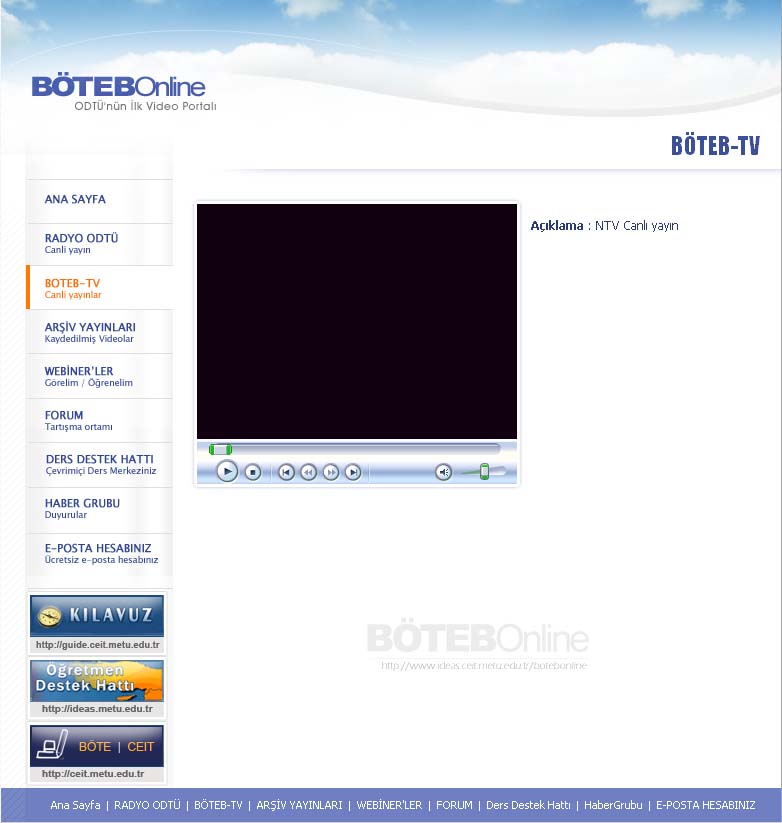 BÖTEBOnline
ODTÜ'nün İlk Video Portalı
BÖTEB-TV
ANA SAYFA
RADYO ODTÜ
Canli yayın
BOTEB-TV
Canli yayınlar
ARŞİV YAYINLARI
Kaydedilmiş Videolar
WEBİNER'LER
Görelim / Öğrenelim
FORUM
Tartışma ortamı
DERS DESTEK HATTI
Çevrimiçi Ders Merkeziniz
HABER GRUBU
Duyurular
E-POSTA HESABINIZ
Ücretsiz e-posta hesabınız
Açıklama : NTV Canlı yayın
KILAVUZ
http://guide.ceit.metu.edu.tr
Öğretmen
Destek Hattı
http://ideas.metu.edu.tr
BÖTE | CEIT
http://ceit.metu.edu.tr
BÖTEBOnline
http://www.ideas.ceit.metu.edu.tr/botebonline
Ana Sayfa | RADYO ODTÜ | BÖTEB-TV | ARŞİV YAYINLARI | WEBİNER'LER | FORUM | Ders Destek Hattı | HaberGrubu | E-POSTA HESABINIZ